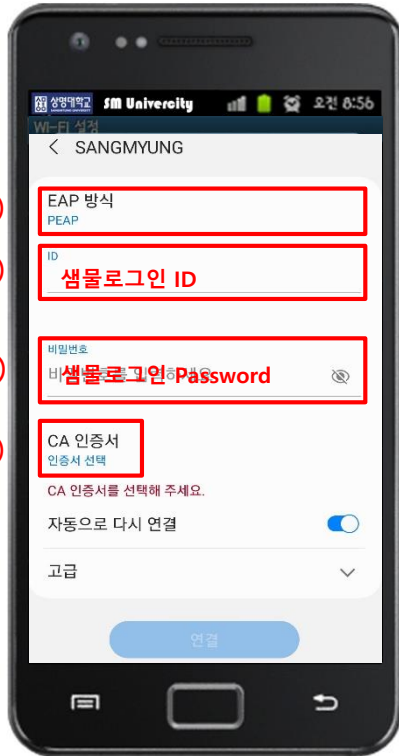 상명대학교 SM Univercity 오전 8:56
Wi-Fi 설정
< SANGMYUNG
EAP 방식
PEAP
ID
샘물로그인 ID
비밀번호
샘물로그인 Password
CA 인증서
인증서 선택
CA 인증서를 선택해 주세요.
자동으로 다시 연결
고급
연결